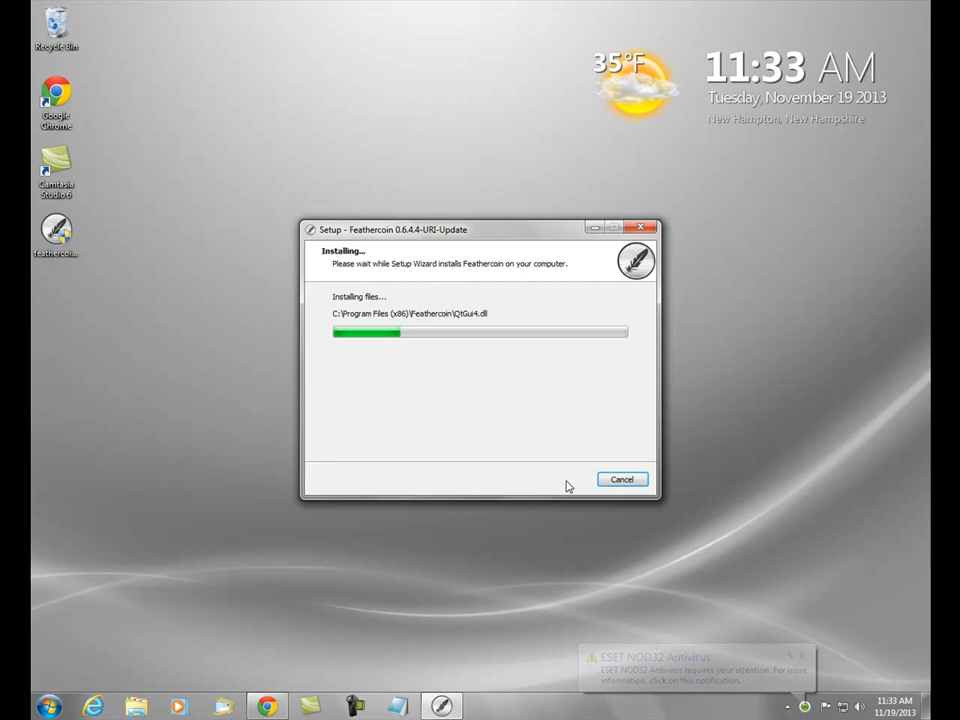 Recycle Bin
Google
Chrome
Camtasia
Studio 6
feathercoi...
35°F
11:33 AM
Tuesday, November 19 2013
New Hampton, New Hampshire
Setup - Feathercoin 0.6.4.4-URI-Update
Installing...
Please wait while Setup Wizard installs Feathercoin on your computer.
Installing files...
C:\Program Files (x86)\Feathercoin\QtGui4.dll
Cancel
ESET NOD32 Antivirus
ESET NOD32 Antivirus requires your attention. For more
information, click on this notification.
11:33 AM
11/19/2013